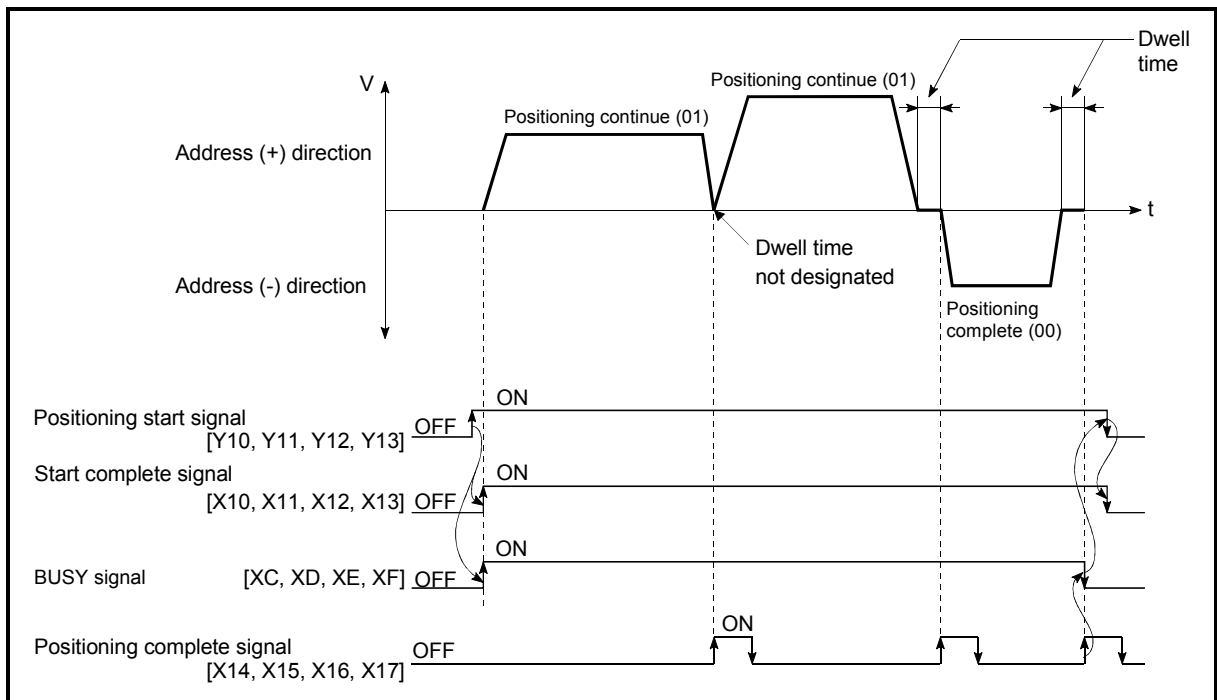 Dwell
time
V
Positioning continue (01)
Positioning continue (01)
Address (+) direction
t
Dwell time
not designated
Address (-) direction
Positioning
complete (00)
ON
Positioning start signal
[Y10, Y11, Y12, Y13]
OFF
ON
Start complete signal
[X10, X11, X12, X13]
OFF
ON
BUSY signal
[XC, XD, XE, XF]
OFF
ON
Positioning complete signal
[X14, X15, X16, X17]
OFF